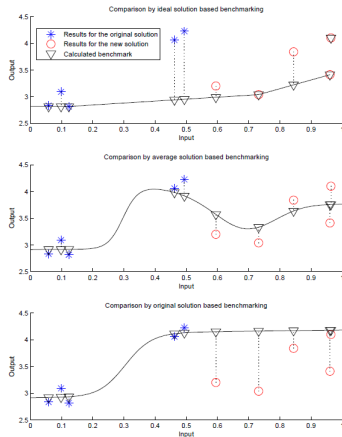 Comparison by ideal solution based benchmarking
4.5
Results for the original solution
Results for the new solution
Calculated benchmark
4
Output
3.5
3
2.5
0 0.1 0.2 0.3 0.4 0.5 0.6 0.7 0.8 0.9 1
Input
Comparison by average solution based benchmarking
4.5
4
Output
3.5
3
2.5
0 0.1 0.2 0.3 0.4 0.5 0.6 0.7 0.8 0.9 1
Input
Comparison by original solution based benchmarking
4.5
4
Output
3.5
3
2.5
0 0.1 0.2 0.3 0.4 0.5 0.6 0.7 0.8 0.9 1
Input